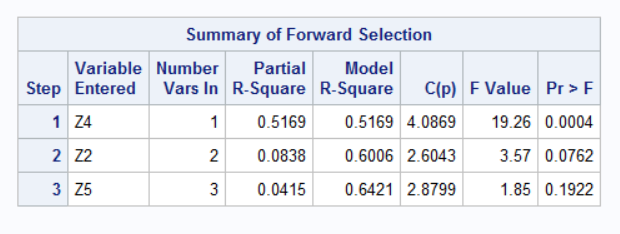 Summary of Forward Selection
Step Variable Entered Number Vars In Partial R-Square Model R-Square C(p) F Value Pr > F
1 Z4 1 0.5169 0.5169 4.0869 19.26 0.0004
2 Z2 2 0.0838 0.6006 2.6043 3.57 0.0762
3 Z5 3 0.0415 0.6421 2.8799 1.85 0.1922